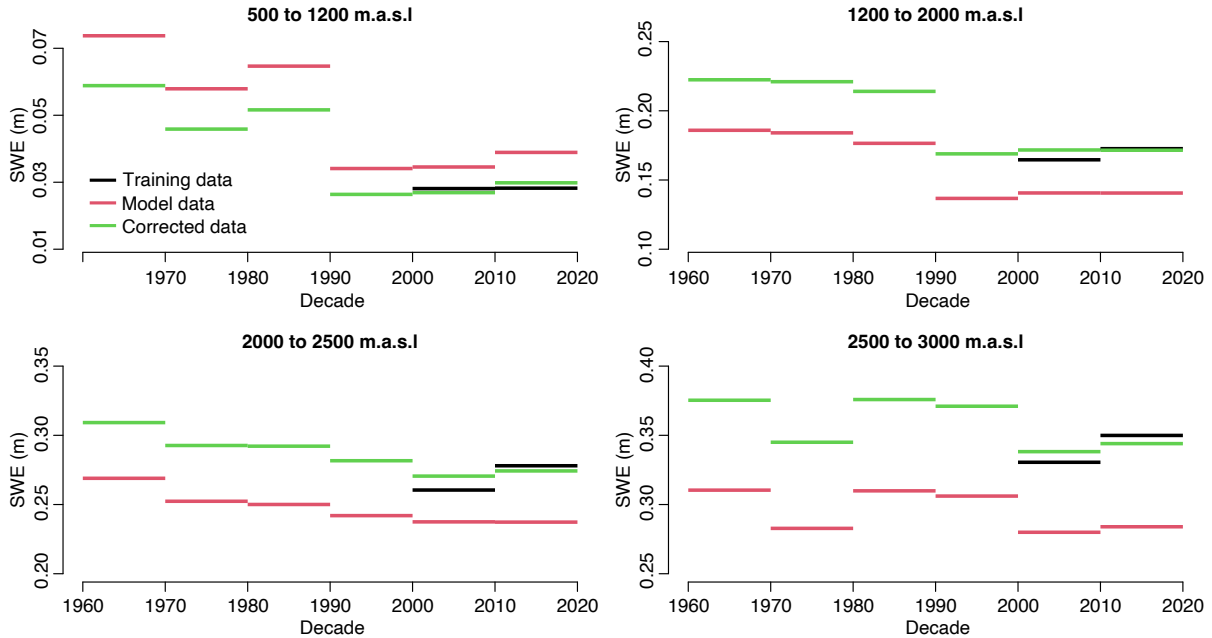 500 to 1200 m.a.s.l
SWE (m)
0.07
0.05
0.03
0.01
Training data
Model data
Corrected data
1970 1980 1990 2000 2010 2020
Decade
1200 to 2000 m.a.s.l
SWE (m)
0.25
0.20
0.15
0.10
1960 1970 1980 1990 2000 2010 2020
Decade
2000 to 2500 m.a.s.l
SWE (m)
0.35
0.30
0.25
0.20
1960 1970 1980 1990 2000 2010 2020
Decade
2500 to 3000 m.a.s.l
SWE (m)
0.40
0.35
0.30
0.25
1960 1970 1980 1990 2000 2010 2020
Decade